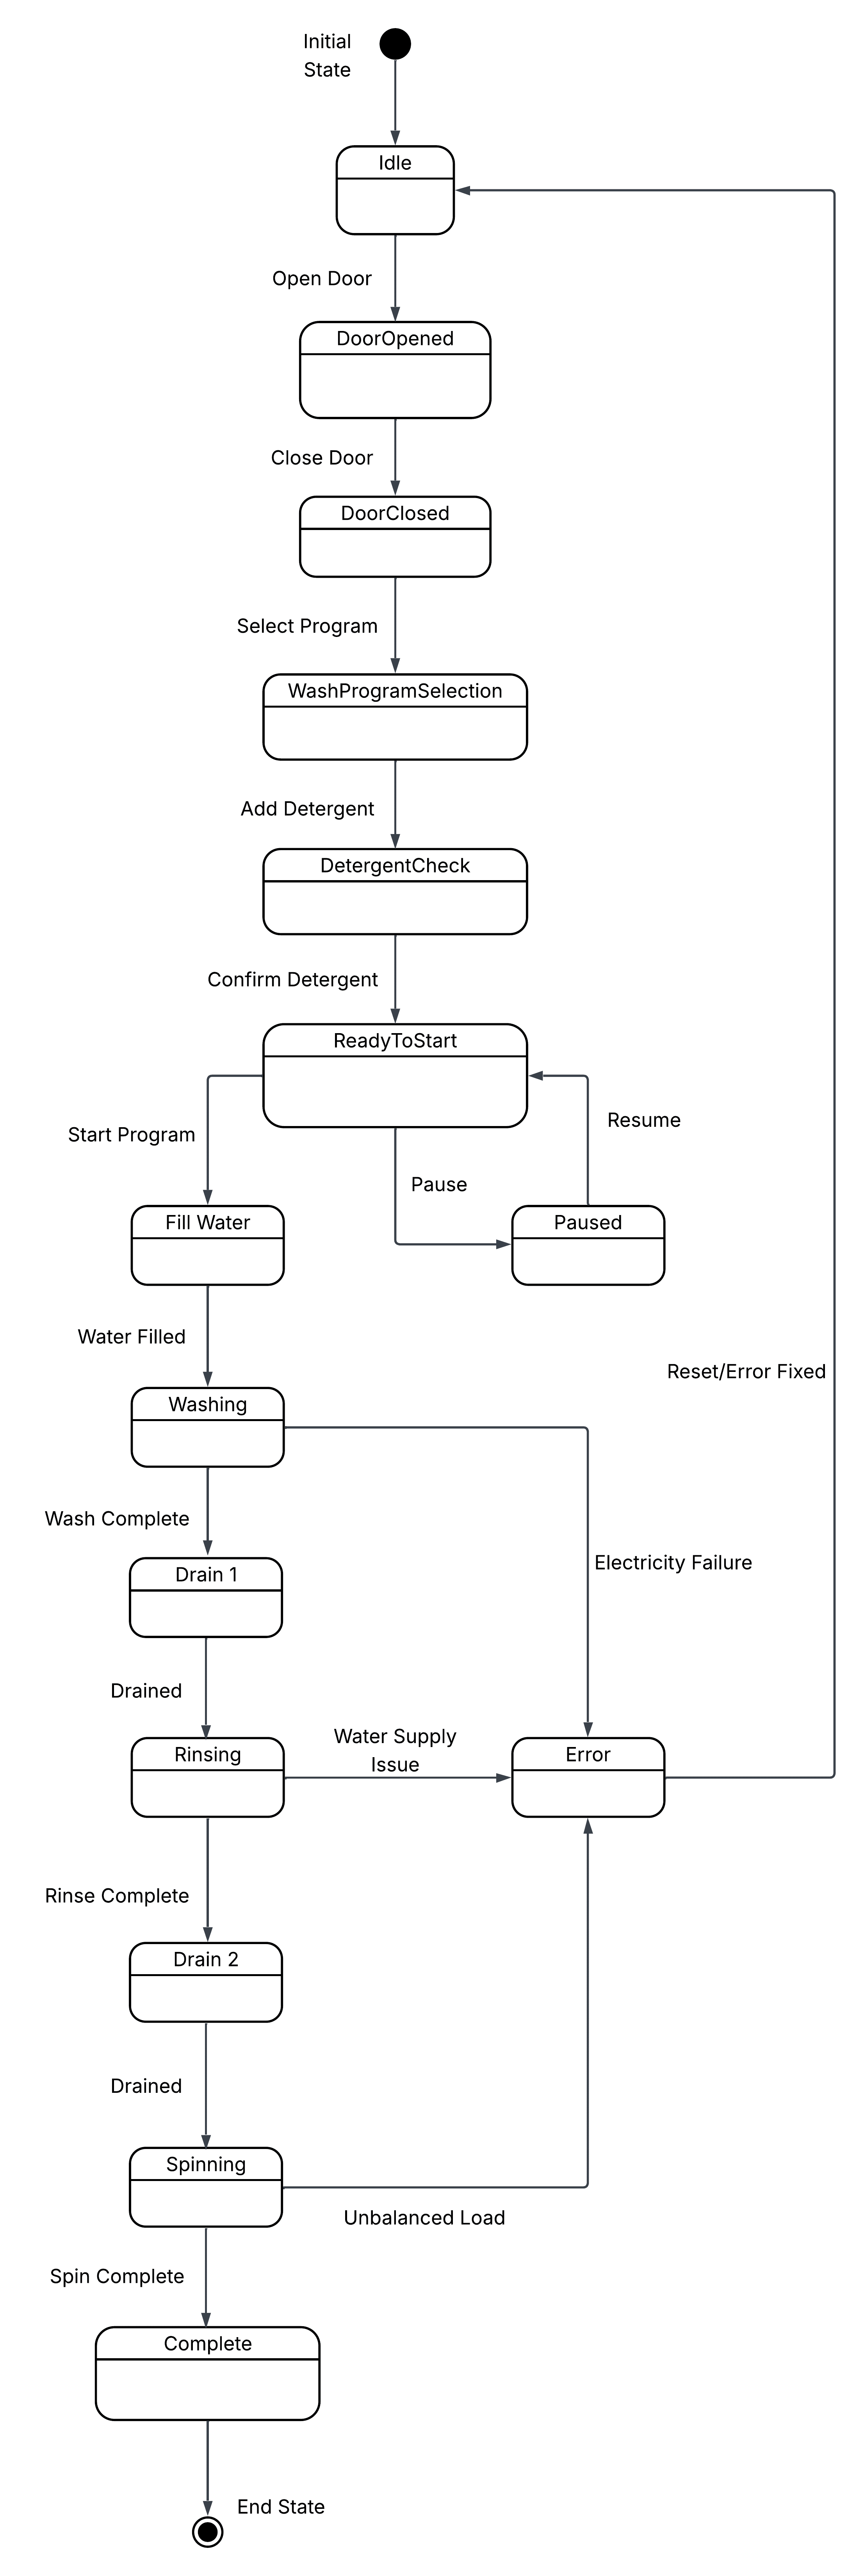 Initial
State
Idle
Open Door
DoorOpened
Close Door
DoorClosed
Select Program
WashProgramSelection
Add Detergent
DetergentCheck
Confirm Detergent
ReadyToStart
Resume
Start Program
Pause
Fill Water
Paused
Water Filled
Reset/Error Fixed
Washing
Wash Complete
Electricity Failure
Drain 1
Drained
Water Supply
Issue
Rinsing
Error
Rinse Complete
Drain 2
Drained
Spinning
Unbalanced Load
Spin Complete
Complete
End State